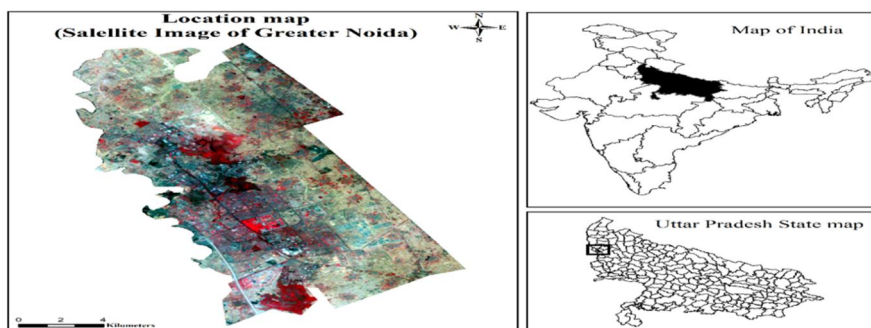 Location map
(Salellite Image of Greater Noida)
N
W E
S
0 2 4
Kilometers
Map of India
Uttar Pradesh State map